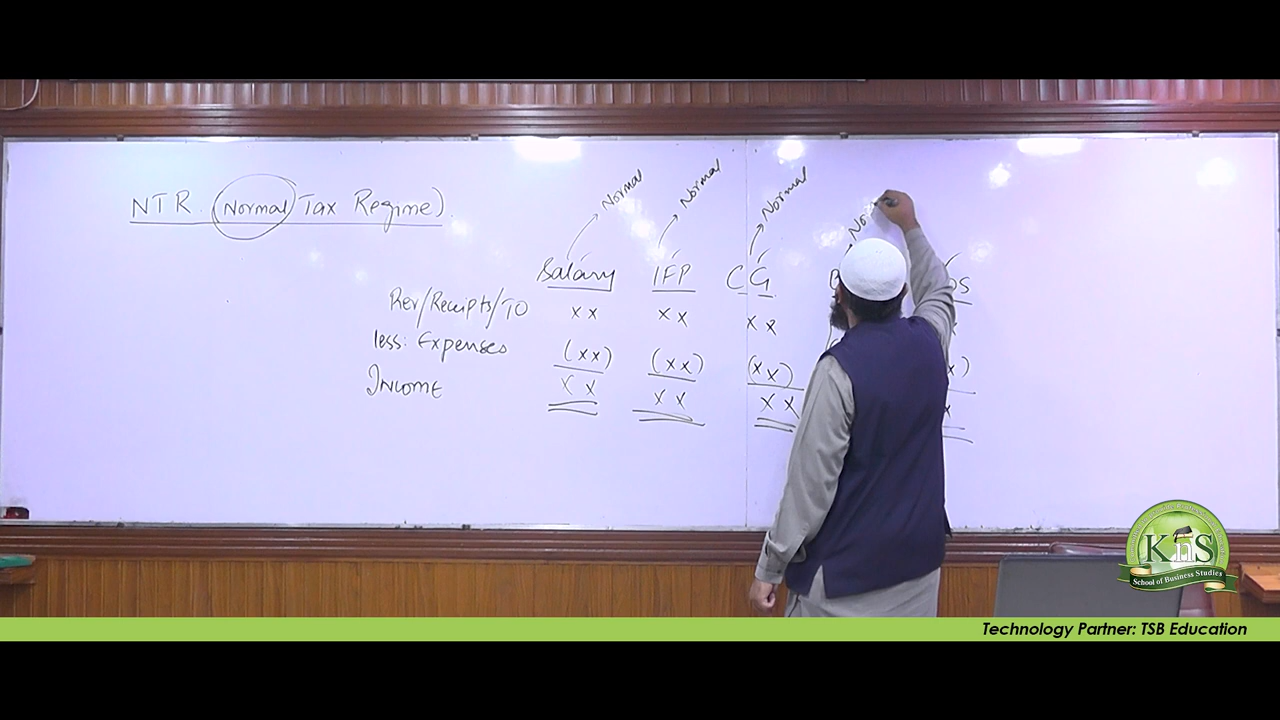 NTR (Normal) Tax Regime)
Normal Normal Normal
Salary IFP CG
Rev/Receipts/TO xx xx xx
less: Expenses (xx) (xx) (xx)
Income xx xx xx
KnS
School of Business Studies
Technology Partner: TSB Education